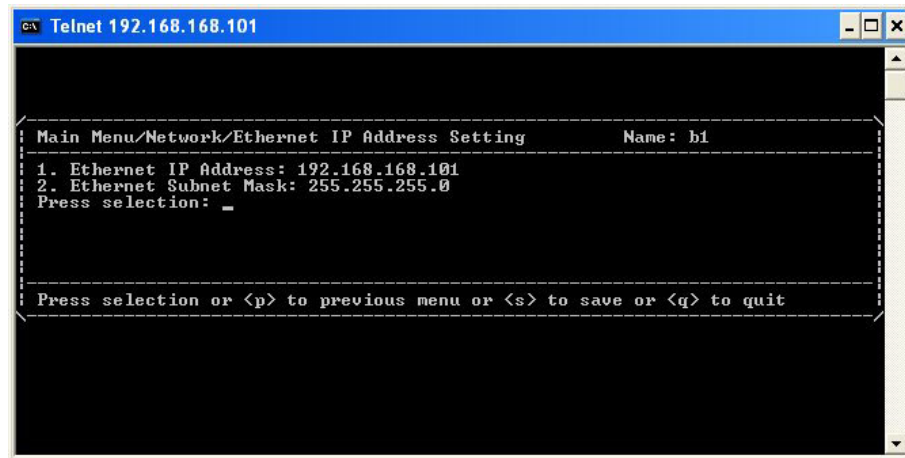 Telnet 192.168.168.101
Main Menu/Network/Ethernet IP Address Setting Name: b1
1. Ethernet IP Address: 192.168.168.101
2. Ethernet Subnet Mask: 255.255.255.0
Press selection: _
Press selection or <p> to previous menu or <s> to save or <q> to quit